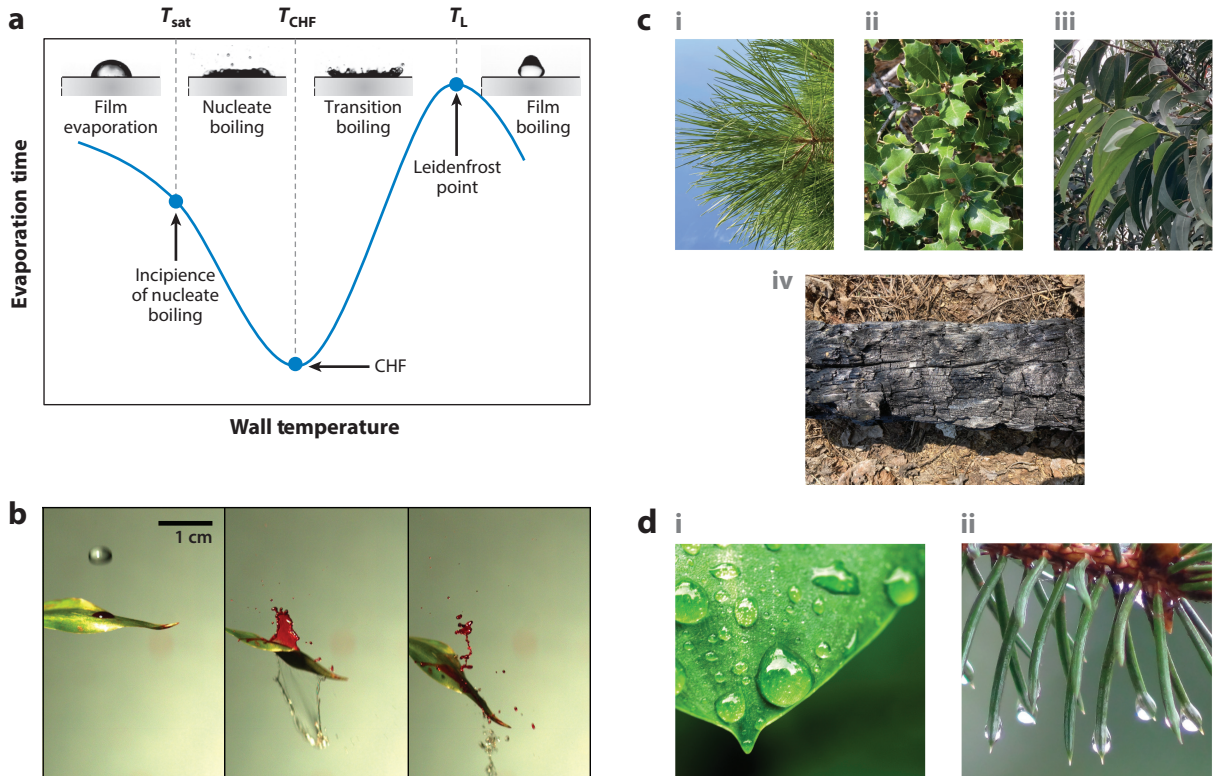 a
T_sat
T_CHF
T_L
Film
evaporation
Nucleate
boiling
Transition
boiling
Film
boiling
Leidenfrost
point
Incipience
of nucleate
boiling
CHF
Evaporation time
Wall temperature
b
1 cm
c
i
ii
iii
iv
d
i
ii